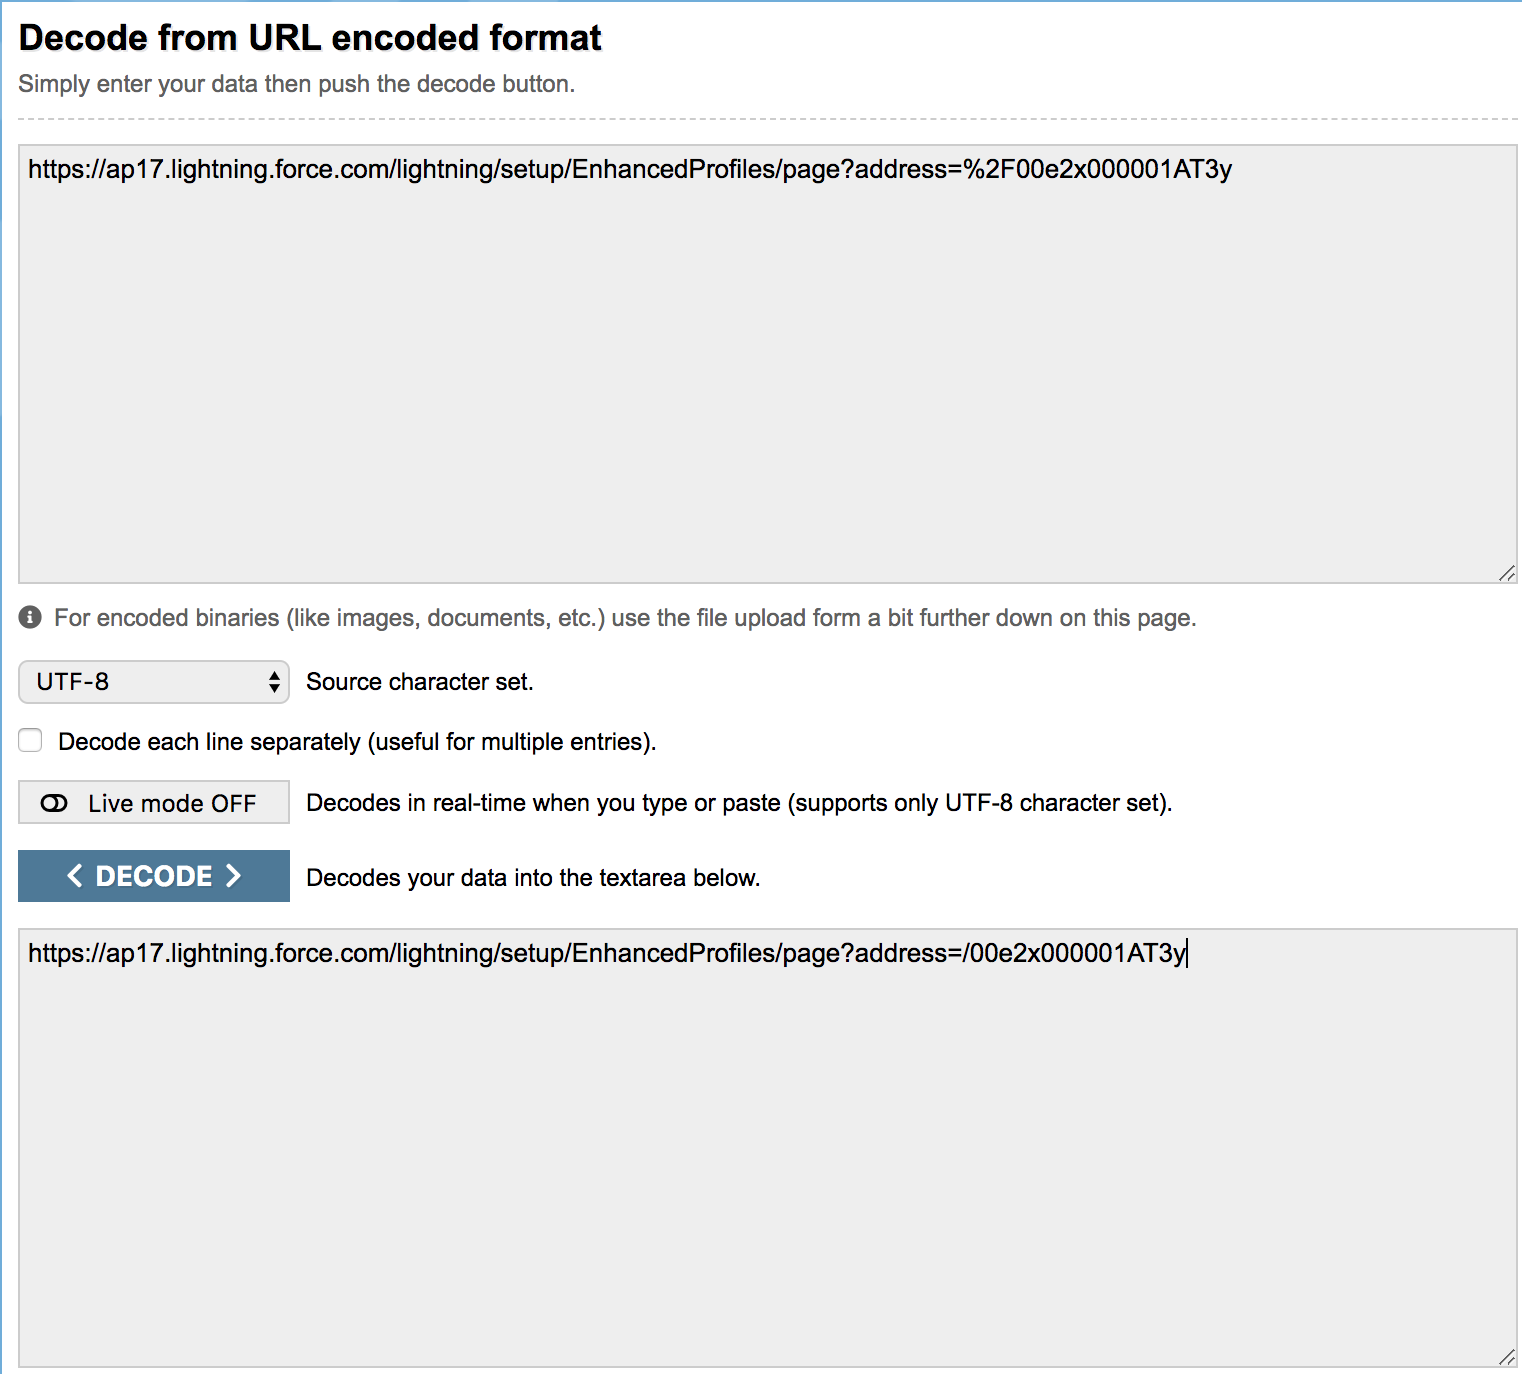 Decode from URL encoded format
Simply enter your data then push the decode button.
https://ap17.lightning.force.com/lightning/setup/EnhancedProfiles/page?address=%2F00e2x000001AT3y
For encoded binaries (like images, documents, etc.) use the file upload form a bit further down on this page.
UTF-8 Source character set.
Decode each line separately (useful for multiple entries).
Live mode OFF Decodes in real-time when you type or paste (supports only UTF-8 character set).
< DECODE > Decodes your data into the textarea below.
https://ap17.lightning.force.com/lightning/setup/EnhancedProfiles/page?address=/00e2x000001AT3y